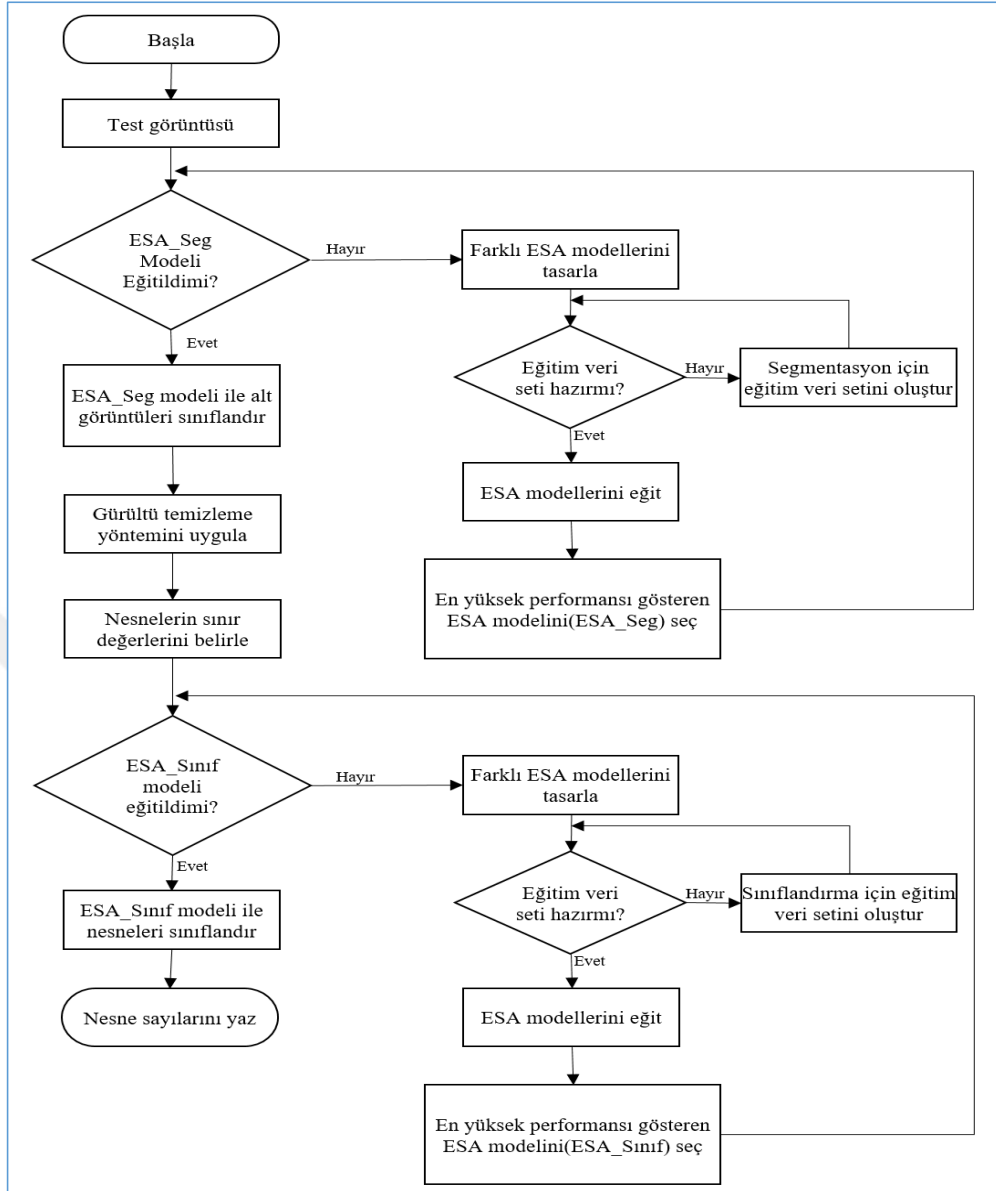 Başla
Test görüntüsü
ESA_Seg
Modeli
Eğitildimi?
Hayır
Farklı ESA modellerini
tasarla
Evet
Eğitim veri
seti hazırmı?
Hayır
Segmentasyon için
eğitim veri setini oluştur
ESA_Seg modeli ile alt
görüntüleri sınıflandır
Evet
ESA modellerini eğit
Gürültü temizleme
yöntemini uygula
En yüksek performansı gösteren
ESA modelini(ESA_Seg) seç
Nesnelerin sınır
değerlerini belirle
ESA_Sınıf
modeli
eğitildimi?
Hayır
Farklı ESA modellerini
tasarla
Evet
Eğitim veri
seti hazırmı?
Hayır
Sınıflandırma için eğitim
veri setini oluştur
ESA_Sınıf modeli ile
nesneleri sınıflandır
Evet
ESA modellerini eğit
Nesne sayılarını yaz
En yüksek performansı gösteren
ESA modelini(ESA_Sınıf) seç